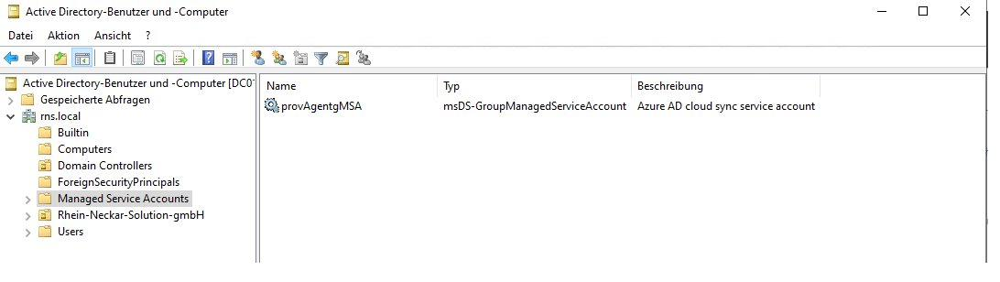 Active Directory-Benutzer und -Computer
Datei Aktion Ansicht ?
Active Directory-Benutzer und -Computer [DC01
Gespeicherte Abfragen
rns.local
Builtin
Computers
Domain Controllers
ForeignSecurityPrincipals
Managed Service Accounts
Rhein-Neckar-Solution-gmbH
Users
Name Typ Beschreibung
provAgentgMSA msDS-GroupManagedServiceAccount Azure AD cloud sync service account